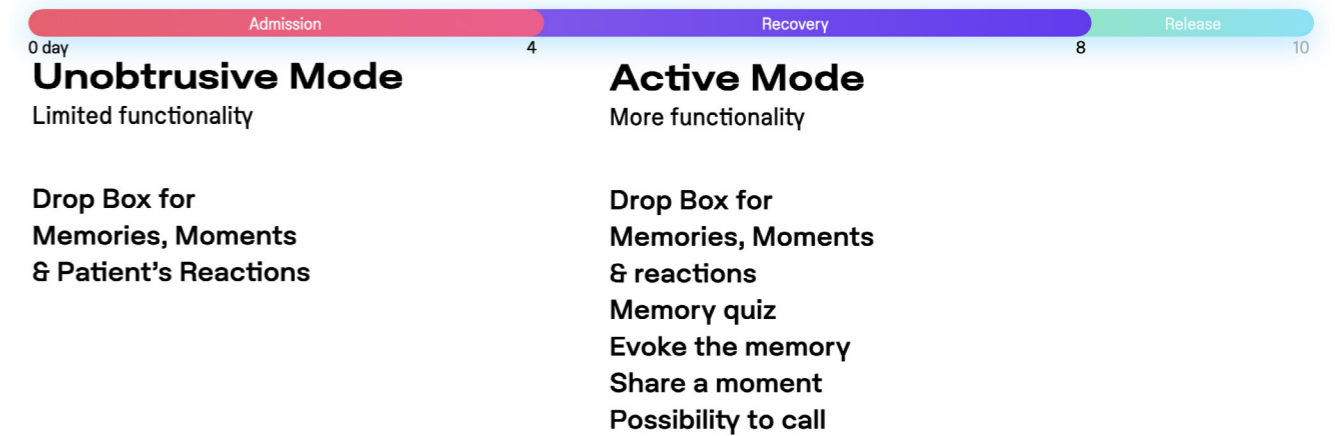 Admission Recovery Release
0 day 4 8 10
Unobtrusive Mode
Limited functionality
Drop Box for
Memories, Moments
& Patient’s Reactions
Active Mode
More functionality
Drop Box for
Memories, Moments
& reactions
Memory quiz
Evoke the memory
Share a moment
Possibility to call